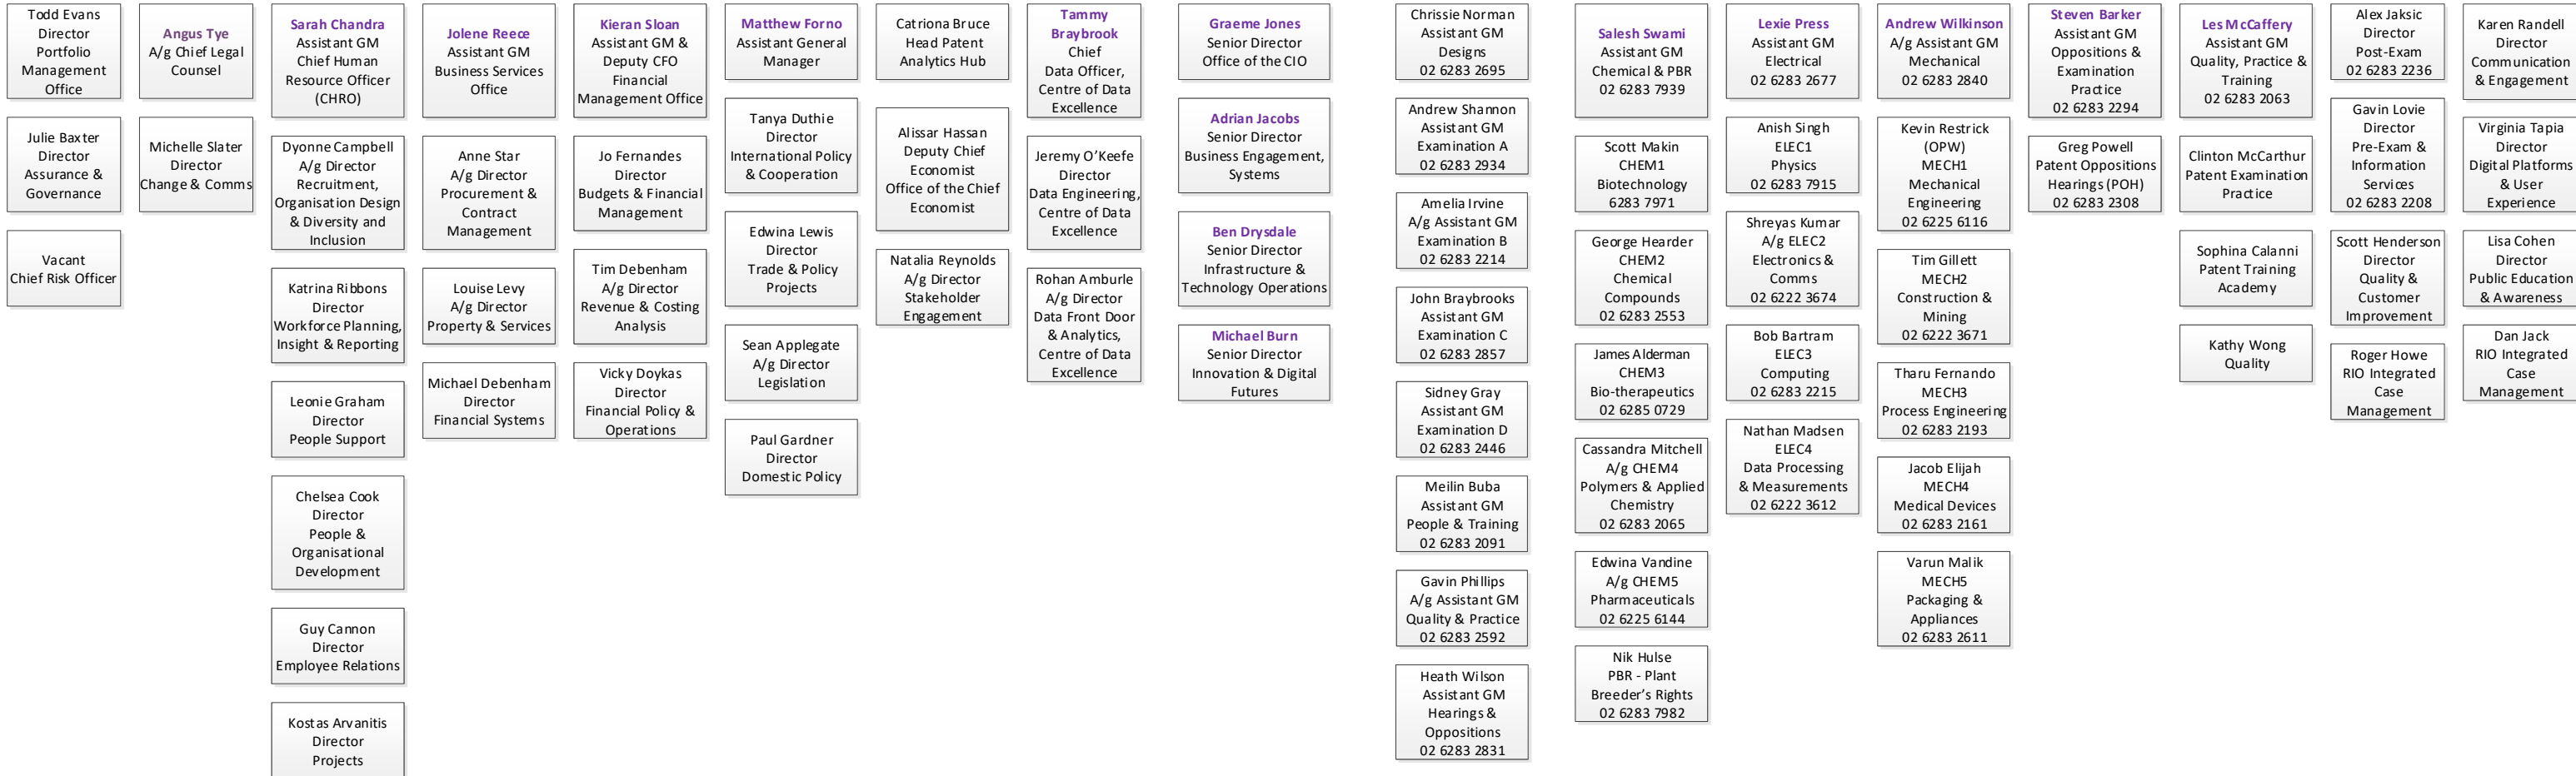 Todd Evans
Director
Portfolio
Management
Office
Julie Baxter
Director
Assurance &
Governance
Vacant
Chief Risk Officer
Angus Tye
A/g Chief Legal
Counsel
Michelle Slater
Director
Change & Comms
Sarah Chandra
Assistant GM
Chief Human
Resource Officer
(CHRO)
Dyonne Campbell
A/g Director
Recruitment,
Organisation Design
& Diversity and
Inclusion
Katrina Ribbons
Director
Workforce Planning,
Insight & Reporting
Leonie Graham
Director
People Support
Chelsea Cook
Director
People &
Organisational
Development
Guy Cannon
Director
Employee Relations
Kostas Arvanitis
Director
Projects
Jolene Reece
Assistant GM
Business Services
Office
Anne Star
A/g Director
Procurement &
Contract
Management
Louise Levy
A/g Director
Property & Services
Michael Debenham
Director
Financial Systems
Kieran Sloan
Assistant GM &
Deputy CFO
Financial
Management Office
Jo Fernandes
Director
Budgets & Financial
Management
Tim Debenham
A/g Director
Revenue & Costing
Analysis
Vicky Doykas
Director
Financial Policy &
Operations
Matthew Forno
Assistant General
Manager
Tanya Duthie
Director
International Policy
& Cooperation
Edwina Lewis
Director
Trade & Policy
Projects
Sean Applegate
A/g Director
Legislation
Paul Gardner
Director
Domestic Policy
Catriona Bruce
Head Patent
Analytics Hub
Alissar Hassan
Deputy Chief
Economist
Office of the Chief
Economist
Natalia Reynolds
A/g Director
Stakeholder
Engagement
Tammy
Braybrook
Chief
Data Officer,
Centre of Data
Excellence
Jeremy O’Keefe
Director
Data Engineering,
Centre of Data
Excellence
Rohan Amburle
A/g Director
Data Front Door
& Analytics,
Centre of Data
Excellence
Graeme Jones
Senior Director
Office of the CIO
Adrian Jacobs
Senior Director
Business Engagement,
Systems
Ben Drysdale
Senior Director
Infrastructure &
Technology Operations
Michael Burn
Senior Director
Innovation & Digital
Futures
Chrissie Norman
Assistant GM
Designs
02 6283 2695
Andrew Shannon
Assistant GM
Examination A
02 6283 2934
Amelia Irvine
A/g Assistant GM
Examination B
02 6283 2214
John Braybrooks
Assistant GM
Examination C
02 6283 2857
Sidney Gray
Assistant GM
Examination D
02 6283 2446
Meilin Buba
Assistant GM
People & Training
02 6283 2091
Gavin Phillips
A/g Assistant GM
Quality & Practice
02 6283 2592
Heath Wilson
Assistant GM
Hearings &
Oppositions
02 6283 2831
Salesh Swami
Assistant GM
Chemical & PBR
02 6283 7939
Scott Makin
CHEM1
Biotechnology
6283 7971
George Hearder
CHEM2
Chemical
Compounds
02 6283 2553
James Alderman
CHEM3
Bio-therapeutics
02 6285 0729
Cassandra Mitchell
A/g CHEM4
Polymers & Applied
Chemistry
02 6283 2065
Edwina Vandine
A/g CHEM5
Pharmaceuticals
02 6225 6144
Nik Hulse
PBR - Plant
Breeder’s Rights
02 6283 7982
Lexie Press
Assistant GM
Electrical
02 6283 2677
Anish Singh
ELEC1
Physics
02 6283 7915
Shreyas Kumar
A/g ELEC2
Electronics &
Comms
02 6222 3674
Bob Bartram
ELEC3
Computing
02 6283 2215
Nathan Madsen
ELEC4
Data Processing
& Measurements
02 6222 3612
Andrew Wilkinson
A/g Assistant GM
Mechanical
02 6283 2840
Kevin Restrick
(OPW)
MECH1
Mechanical
Engineering
02 6225 6116
Tim Gillett
MECH2
Construction &
Mining
02 6222 3671
Tharu Fernando
MECH3
Process Engineering
02 6283 2193
Jacob Elijah
MECH4
Medical Devices
02 6283 2161
Varun Malik
MECH5
Packaging &
Appliances
02 6283 2611
Steven Barker
Assistant GM
Oppositions &
Examination
Practice
02 6283 2294
Greg Powell
Patent Oppositions
Hearings (POH)
02 6283 2308
Les McCaffery
Assistant GM
Quality, Practice &
Training
02 6283 2063
Clinton McCarthur
Patent Examination
Practice
Sophina Calanni
Patent Training
Academy
Kathy Wong
Quality
Alex Jaksic
Director
Post-Exam
02 6283 2236
Gavin Lovie
Director
Pre-Exam &
Information
Services
02 6283 2208
Scott Henderson
Director
Quality &
Customer
Improvement
Roger Howe
RIO Integrated
Case
Management
Karen Randell
Director
Communication
& Engagement
Virginia Tapia
Director
Digital Platforms
& User
Experience
Lisa Cohen
Director
Public Education
& Awareness
Dan Jack
RIO Integrated
Case
Management